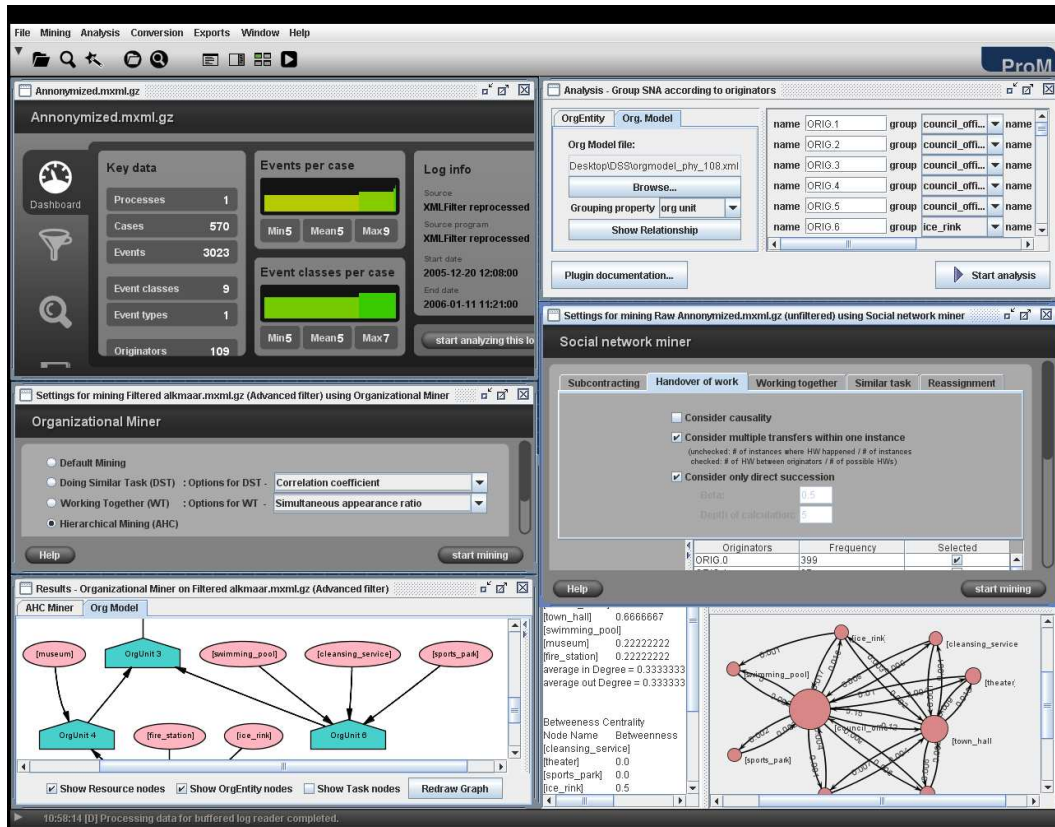 File Mining Analysis Conversion Exports Window Help
ProM
Annonymized.mxml.gz
Annonymized.mxml.gz
Dashboard
Key data
Processes 1
Cases 570
Events 3023
Event classes 9
Event types 1
Originators 109
Events per case
Min5 Mean5 Max9
Event classes per case
Min5 Mean5 Max7
Log info
Source
XMLFilter reprocessed
Source program
XMLFilter reprocessed
Start date
2005-12-20 12:08:00
End date
2006-01-11 11:21:00
start analyzing this lo
Analysis - Group SNA according to originators
OrgEntity Org. Model
Org Model file:
Desktop\DSS\orgmodel_phy_108.xml
Browse...
Grouping property org unit
Show Relationship
name ORIG.1 group council_offi... name
name ORIG.2 group council_offi... name
name ORIG.3 group council_offi... name
name ORIG.4 group council_offi... name
name ORIG.5 group council_offi... name
name ORIG.6 group ice_rink name
Plugin documentation...
Start analysis
Settings for mining Filtered alkmaar.mxml.gz (Advanced filter) using Organizational Miner
Organizational Miner
Default Mining
Doing Similar Task (DST) : Options for DST - Correlation coefficient
Working Together (WT) : Options for WT - Simultaneous appearance ratio
Hierarchical Mining (AHC)
Help start mining
Settings for mining Raw Annonymized.mxml.gz (unfiltered) using Social network miner
Social network miner
Subcontracting Handover of work Working together Similar task Reassignment
Consider causality
Consider multiple transfers within one instance
(unchecked: # of instances where HW happened / # of instances
checked: # of HW between originators / # of possible HWs)
Consider only direct succession
Beta: 0.5
Depth of calculation: 5
Originators Frequency Selected
ORIG.0 399
Help start mining
Results - Organizational Miner on Filtered alkmaar.mxml.gz (Advanced filter)
AHC Miner Org Model
[museum] OrgUnit 3 [swimming_pool] [cleansing_service] [sports_park]
OrgUnit 4 [fire_station] [ice_rink] OrgUnit 6
Show Resource nodes Show OrgEntity nodes Show Task nodes Redraw Graph
[town_hall] 0.6666667
[swimming_pool]
[museum] 0.22222222
[fire_station] 0.22222222
average in Degree = 0.3333333
average out Degree = 0.333333
Betweeness Centrality
Node Name Betweenness
[cleansing_service]
[theater] 0.0
[sports_park] 0.0
[ice_rink] 0.5
[ice_rink]
[cleansing_service
[swimming_pool]
[theater]
[town_hall
[sports_park]
10:58:14 [D] Processing data for buffered log reader completed.